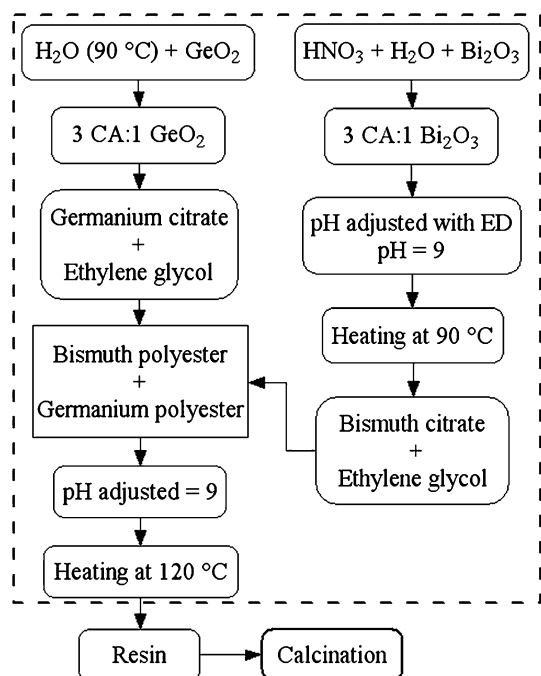 H₂O (90 °C) + GeO₂
3 CA:1 GeO₂
Germanium citrate
+
Ethylene glycol
Bismuth polyester
+
Germanium polyester
pH adjusted = 9
Heating at 120 °C
HNO₃ + H₂O + Bi₂O₃
3 CA:1 Bi₂O₃
pH adjusted with ED
pH = 9
Heating at 90 °C
Bismuth citrate
+
Ethylene glycol
Resin
Calcination